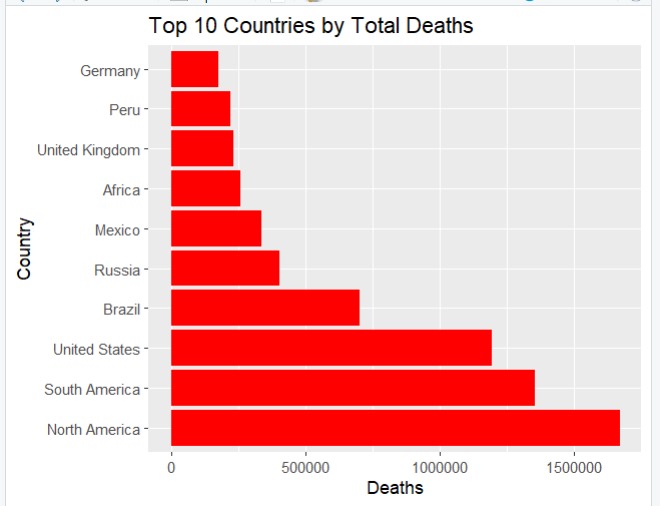 Top 10 Countries by Total Deaths
Germany
Peru
United Kingdom
Africa
Mexico
Russia
Brazil
United States
South America
North America
Country
0 500000 1000000 1500000
Deaths